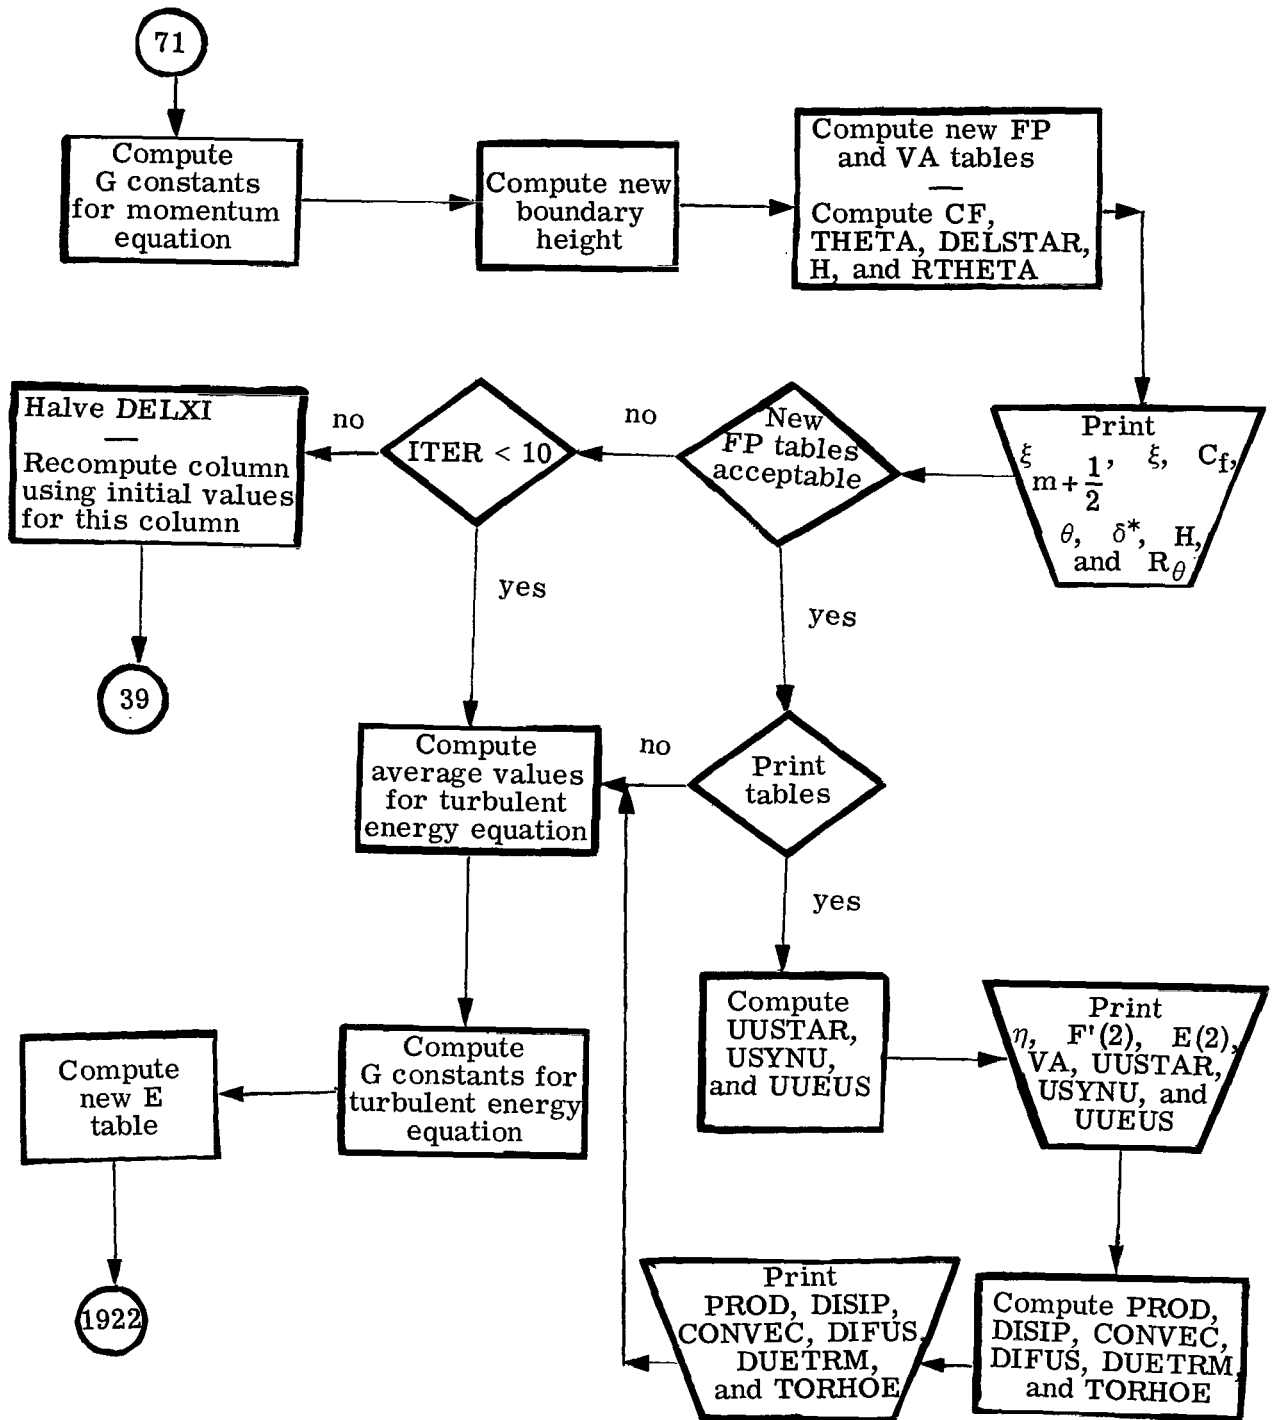 71
Compute
G constants
for momentum
equation
Compute new
boundary
height
Compute new FP
and VA tables
—
Compute CF,
THETA, DELSTAR,
H, and RTHETA
Print
ξ m + 1/2, ξ, Cf,
θ, δ*, H,
and Rθ
New
FP tables
acceptable
no
ITER < 10
no
Halve DELXI
—
Recompute column
using initial values
for this column
39
yes
yes
Print
tables
no
Compute
average values
for turbulent
energy equation
yes
Compute
UUSTAR,
USYNU,
and UUEUS
Print
η, F'(2), E(2),
VA, UUSTAR,
USYNU, and
UUEUS
Compute
G constants for
turbulent energy
equation
Compute
new E
table
1922
Compute PROD,
DISIP, CONVEC,
DIFUS, DUETRM,
and TORHOE
Print
PROD, DISIP,
CONVEC, DIFUS,
DUETRM,
and TORHOE